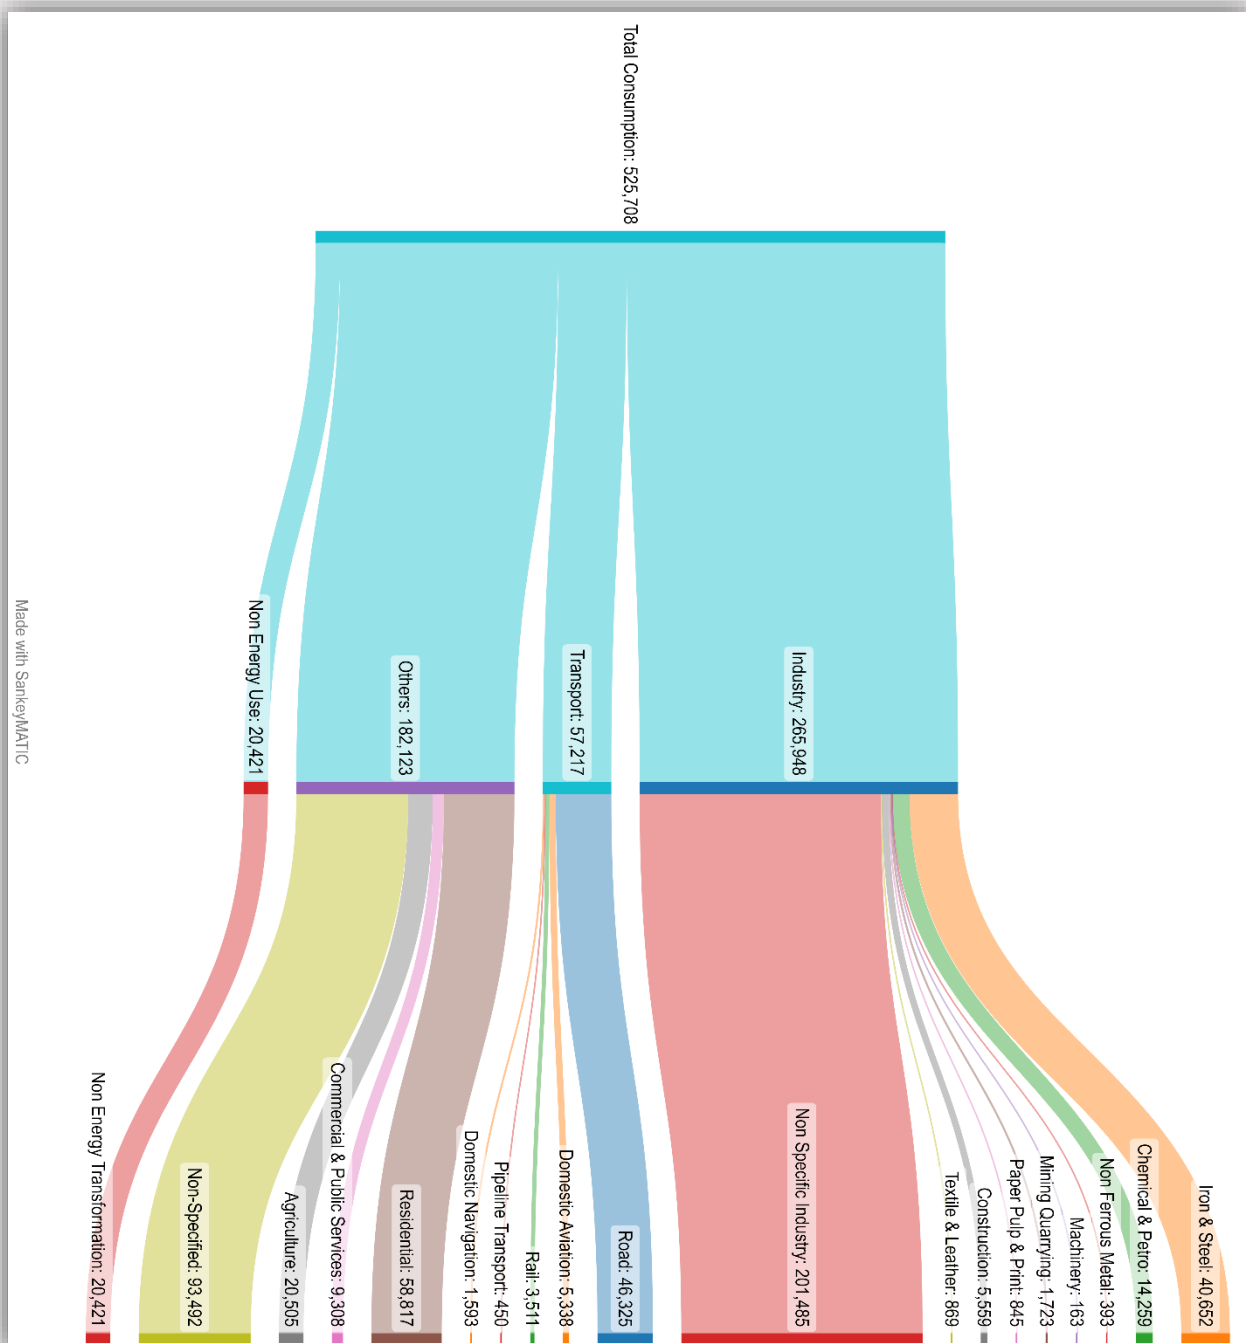 Total Consumption: 525,708
Industry: 265,948
Transport: 57,217
Others: 182,123
Non Energy Use: 20,421
Iron & Steel: 40,652
Chemical & Petro: 14,259
Non Ferrous Metal: 393
Machinery: 163
Mining Quarrying: 1,723
Paper Pulp & Print: 845
Construction: 5,559
Textile & Leather: 869
Non Specific Industry: 201,485
Road: 46,325
Domestic Aviation: 5,338
Rail: 3,511
Pipeline Transport: 450
Domestic Navigation: 1,593
Residential: 58,817
Commercial & Public Services: 9,308
Agriculture: 20,505
Non-Specified: 93,492
Non Energy Transformation: 20,421
Made with SankeyMATIC